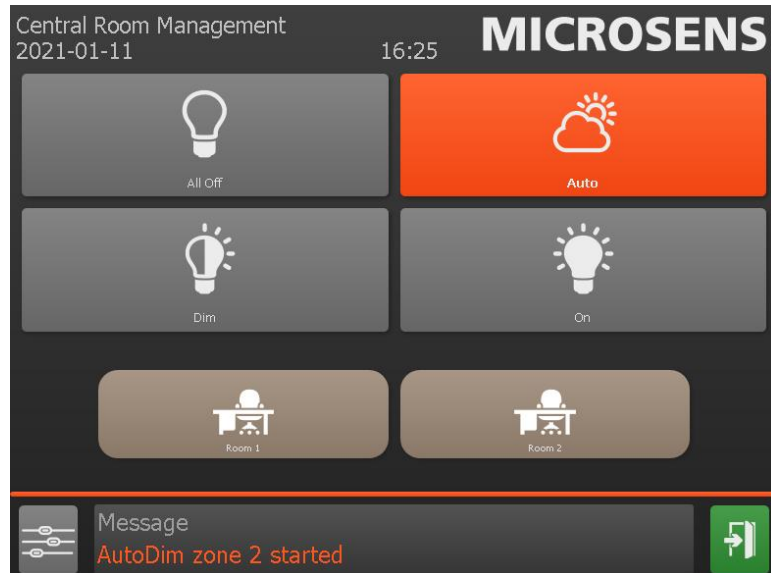 Central Room Management
2021-01-11 16:25
MICROSENS
All Off
Auto
Dim
On
Room 1
Room 2
Message
AutoDim zone 2 started